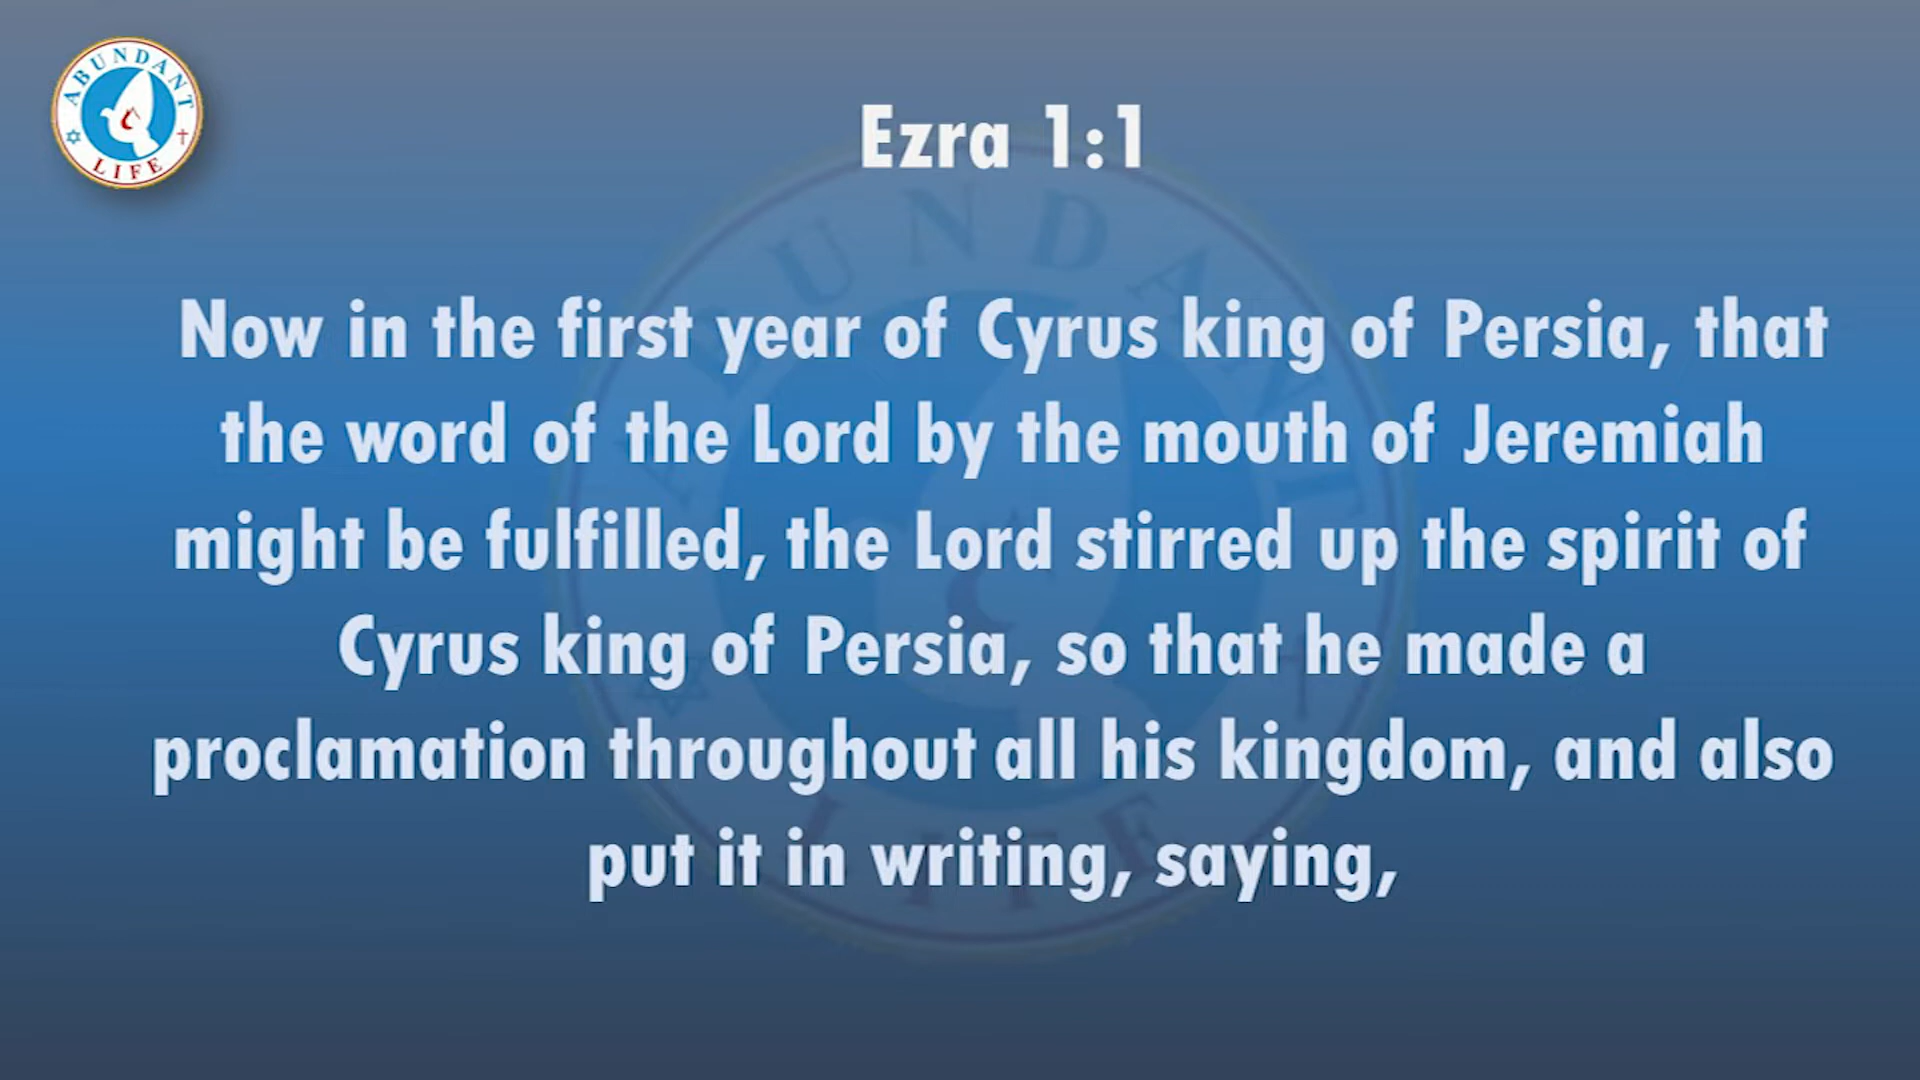 ABUNDANT
LIFE
Ezra 1:1
Now in the first year of Cyrus king of Persia, that
the word of the Lord by the mouth of Jeremiah
might be fulfilled, the Lord stirred up the spirit of
Cyrus king of Persia, so that he made a
proclamation throughout all his kingdom, and also
put it in writing, saying,
ABUNDANT
LIFE